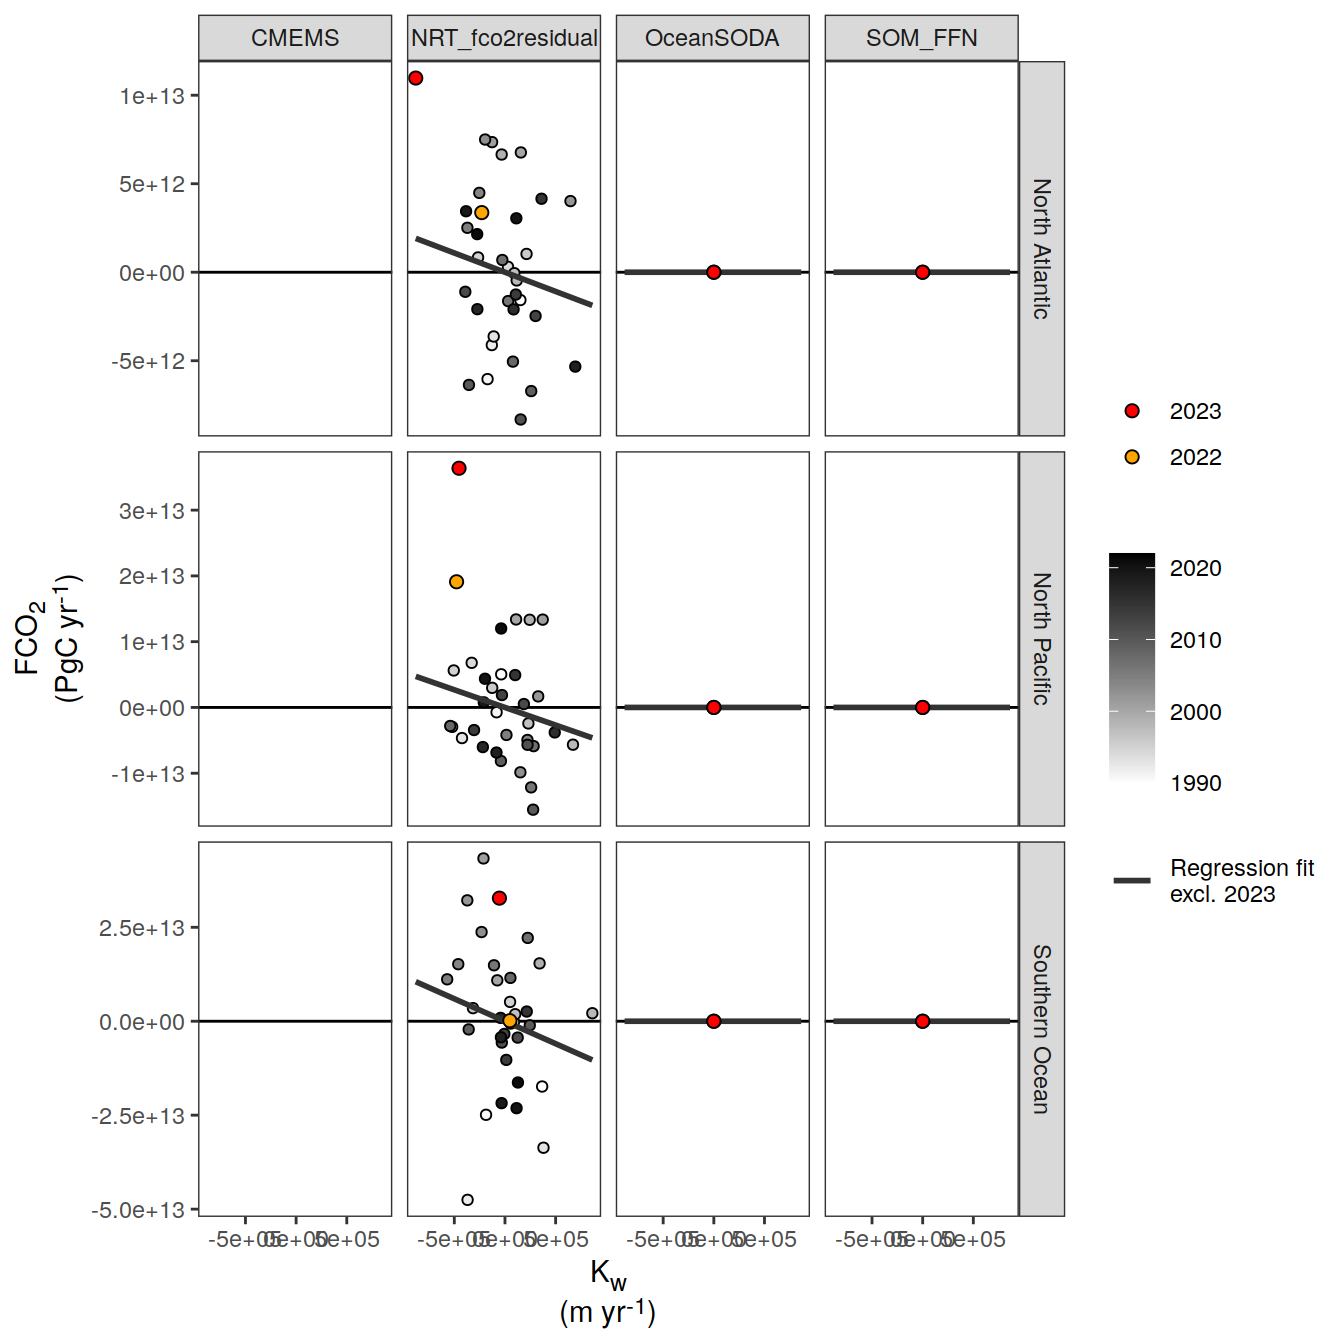 CMEMS
NRT_fco2residual
OceanSODA
SOM_FFN
1e+13
5e+12
0e+00
-5e+12
North Atlantic
3e+13
2e+13
1e+13
0e+00
-1e+13
North Pacific
2.5e+13
0.0e+00
-2.5e+13
-5.0e+13
Southern Ocean
-5e+05 0e+00 5e+05
-5e+05 0e+00 5e+05
-5e+05 0e+00 5e+05
-5e+05 0e+00 5e+05
FCO₂
(PgC yr⁻¹)
K_w
(m yr⁻¹)
2023
2022
2020
2010
2000
1990
Regression fit
excl. 2023